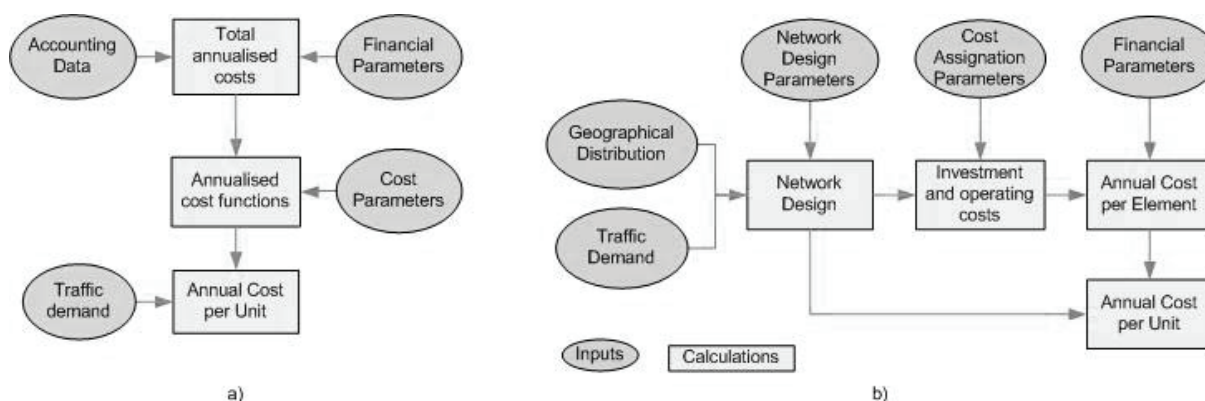 Accounting
Data
Total
annualised
costs
Financial
Parameters
Annualised
cost functions
Cost
Parameters
Traffic
demand
Annual Cost
per Unit
a)
Network
Design
Parameters
Cost
Assignation
Parameters
Financial
Parameters
Geographical
Distribution
Traffic
Demand
Network
Design
Investment
and operating
costs
Annual Cost
per Element
Annual Cost
per Unit
Inputs
Calculations
b)